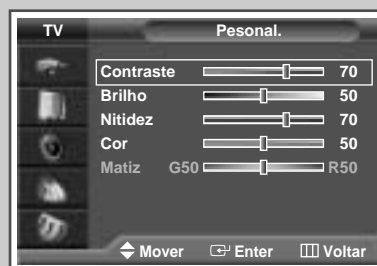 TV Pesonal.
Contraste 70
Brilho 50
Nitidez 70
Cor 50
Matiz G50 R50
Mover Enter Voltar